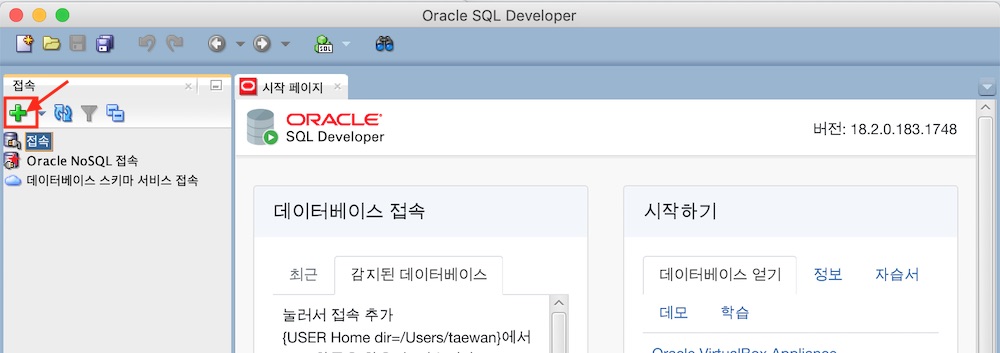 Oracle SQL Developer
SQL
접속
시작 페이지
ORACLE
SQL Developer
버전: 18.2.0.183.1748
접속
Oracle NoSQL 접속
데이터베이스 스키마 서비스 접속
데이터베이스 접속
최근
감지된 데이터베이스
눌러서 접속 추가
{USER Home dir=/Users/taewan}에서
시작하기
데이터베이스 얻기
정보
자습서
데모
학습
Oracle VirtualBox Appliance